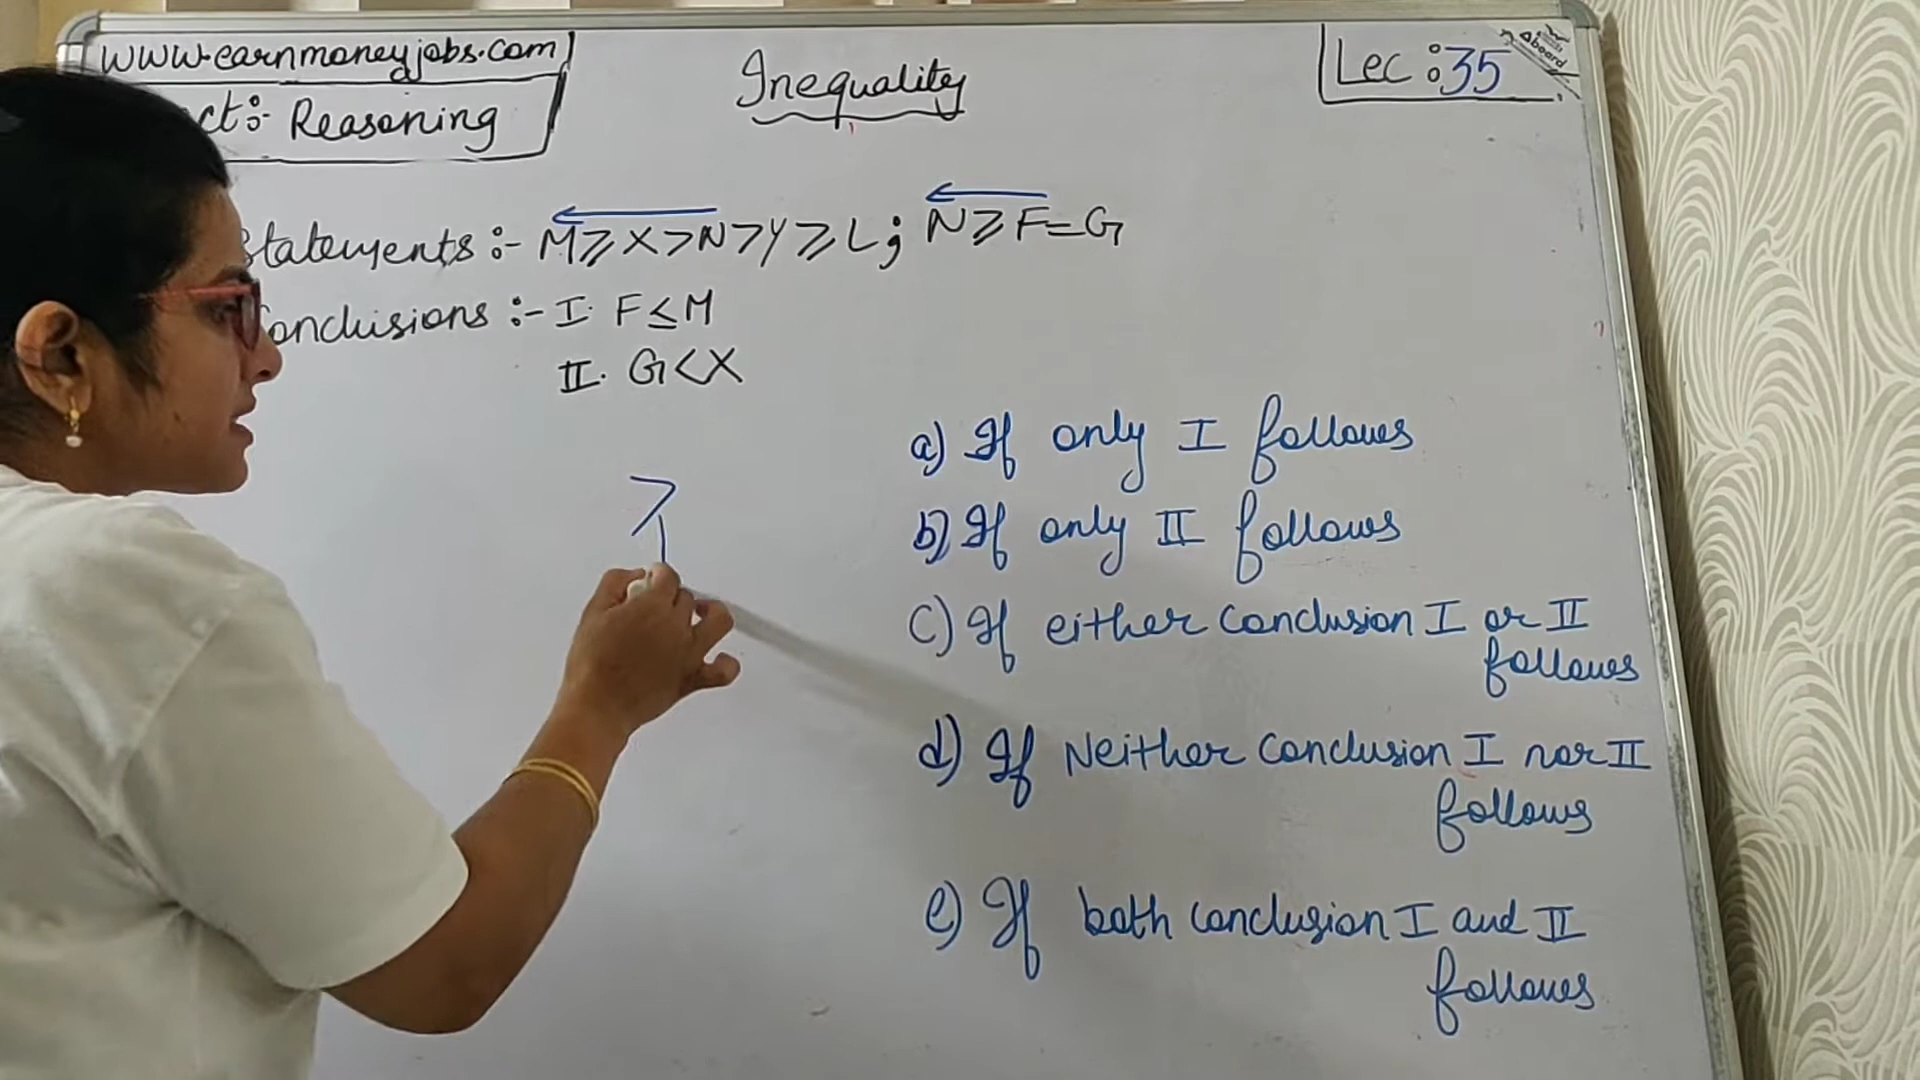 www.earnmoneyjobs.com
ct:- Reasoning
Inequality
Lec : 35
Aboard
Statements :- M ≥ X > N > Y ≥ L ; N ≥ F = G
Conclusions :- I. F ≤ M
II. G < X
>
a) If only I follows
b) If only II follows
c) If either conclusion I or II
follows
d) If Neither conclusion I nor II
follows
e) If both conclusion I and II
follows